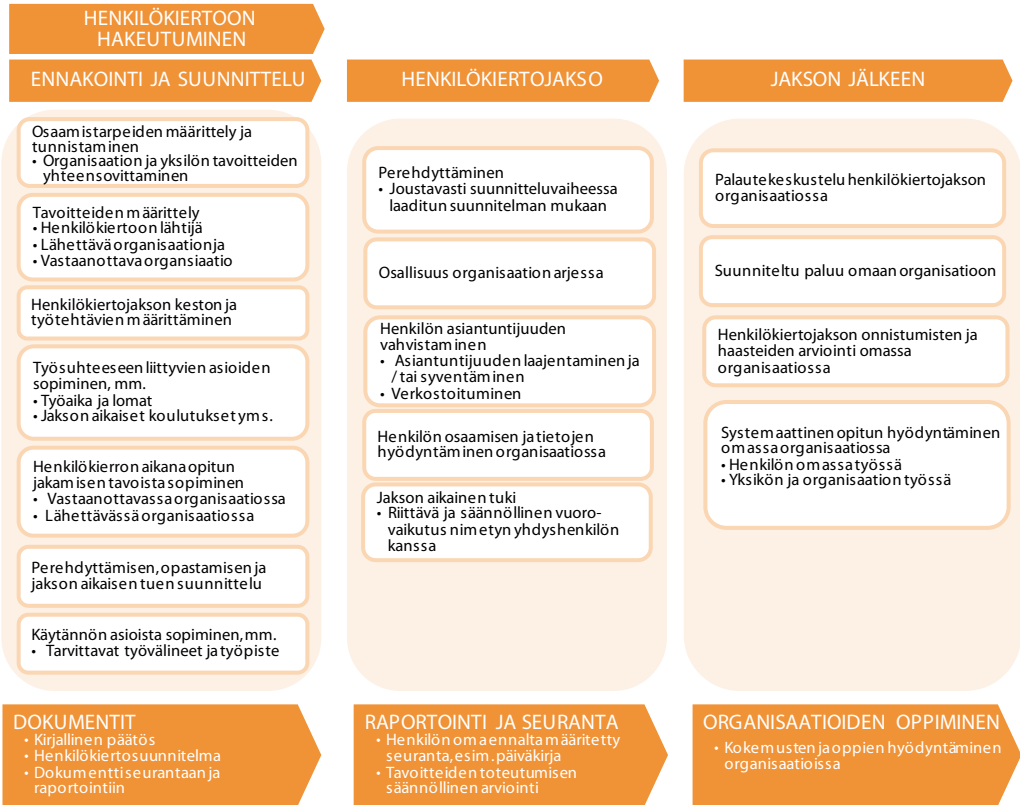 HENKILÖKIERTOON
HAKEUTUMINEN
ENNAKOINTI JA SUUNNITTELU
Osaamistarpeiden määrittely ja
tunnistaminen
• Organisaation ja yksilön tavoitteiden
yhteensovittaminen
Tavoitteiden määrittely
• Henkilökiertoon lähtijä
• Lähettävä organisaationja
• Vastaanottava organsiaatio
Henkilökiertojakson keston ja
työtehtävien määrittäminen
Työsuhteeseen liittyvien asioiden
sopiminen, mm.
• Työaika ja lomat
• Jakson aikaiset koulutukset yms.
Henkilökierron aikana opitun
jakamisen tavoista sopiminen
• Vastaanottavassa organisaatiossa
• Lähettävässä organisaatiossa
Perehdyttämisen, opastamisen ja
jakson aikaisen tuen suunnittelu
Käytännön asioista sopiminen, mm.
• Tarvittavat työvälineet ja työpiste
DOKUMENTIT
• Kirjallinen päätös
• Henkilökiertosuunnitelma
• Dokumentti seurantaan ja
raportointiin
HENKILÖKIERTOJAKSO
Perehdyttäminen
• Joustavasti suunnitteluvaiheessa
laaditun suunnitelman mukaan
Osallisuus organisaation arjessa
Henkilön asiantuntijuuden
vahvistaminen
• Asiantuntijuuden laajentaminen ja
/ tai syventäminen
• Verkostoituminen
Henkilön osaamisen ja tietojen
hyödyntäminen organisaatiossa
Jakson aikainen tuki
• Riittävä ja säännöllinen vuoro-
vaikutus nimetyn yhdyshenkilön
kanssa
RAPORTOINTI JA SEURANTA
• Henkilön oma ennalta määritetty
seuranta, esim. päiväkirja
• Tavoitteiden toteutumisen
säännöllinen arviointi
JAKSON JÄLKEEN
Palautekeskustelu henkilökiertojakson
organisaatiossa
Suunniteltu paluu omaan organisatioon
Henkilökiertojakson onnistumisten ja
haasteiden arviointi omassa
organisaatiossa
Systemaattinen opitun hyödyntäminen
omassa organisaatiossa
• Henkilön omassa työssä
• Yksikön ja organisaation työssä
ORGANISAATIOIDEN OPPIMINEN
• Kokemusten ja oppien hyödyntäminen
organisaatioissa